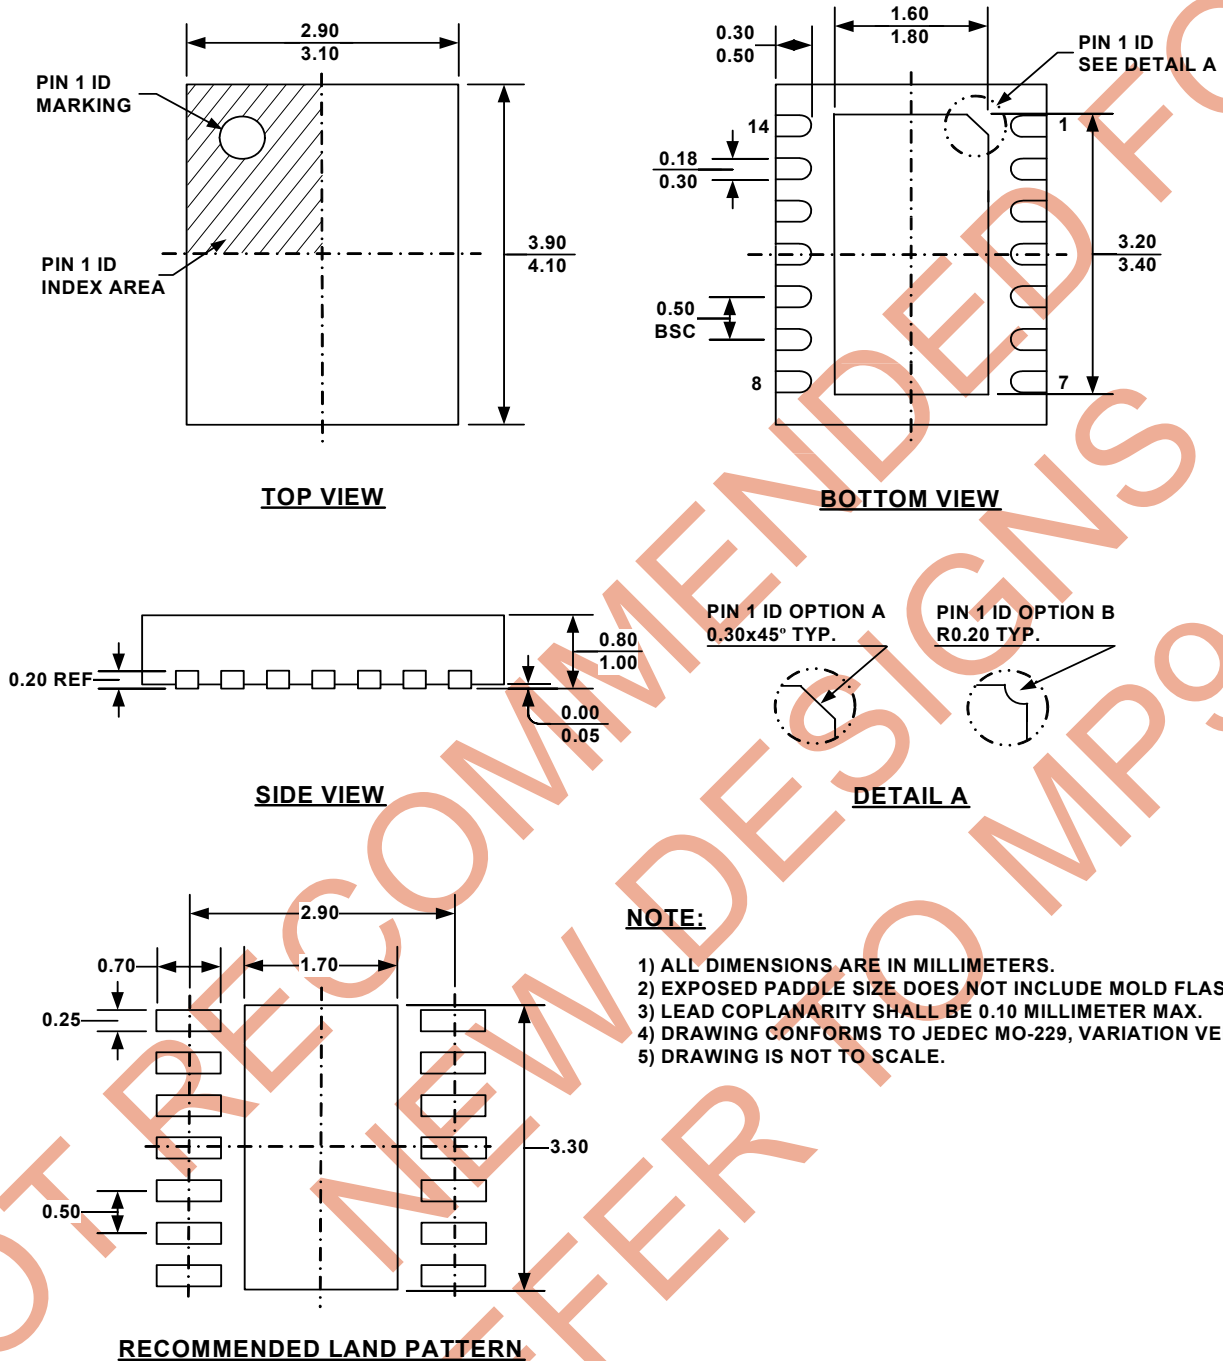 2.90
3.10
PIN 1 ID
MARKING
3.90
4.10
PIN 1 ID
INDEX AREA
TOP VIEW
1.60
1.80
0.30
0.50
PIN 1 ID
SEE DETAIL A
14
1
0.18
0.30
3.20
3.40
0.50
BSC
8
7
BOTTOM VIEW
0.80
1.00
0.20 REF
0.00
0.05
SIDE VIEW
PIN 1 ID OPTION A
0.30x45º TYP.
PIN 1 ID OPTION B
R0.20 TYP.
DETAIL A
2.90
0.70
1.70
0.25
3.30
0.50
RECOMMENDED LAND PATTERN
NOTE:
1) ALL DIMENSIONS ARE IN MILLIMETERS.
2) EXPOSED PADDLE SIZE DOES NOT INCLUDE MOLD FLAS
3) LEAD COPLANARITY SHALL BE 0.10 MILLIMETER MAX.
4) DRAWING CONFORMS TO JEDEC MO-229, VARIATION VE
5) DRAWING IS NOT TO SCALE.
OT RECOMMENDED FO
NEW DESIGNS
EFER TO MP9